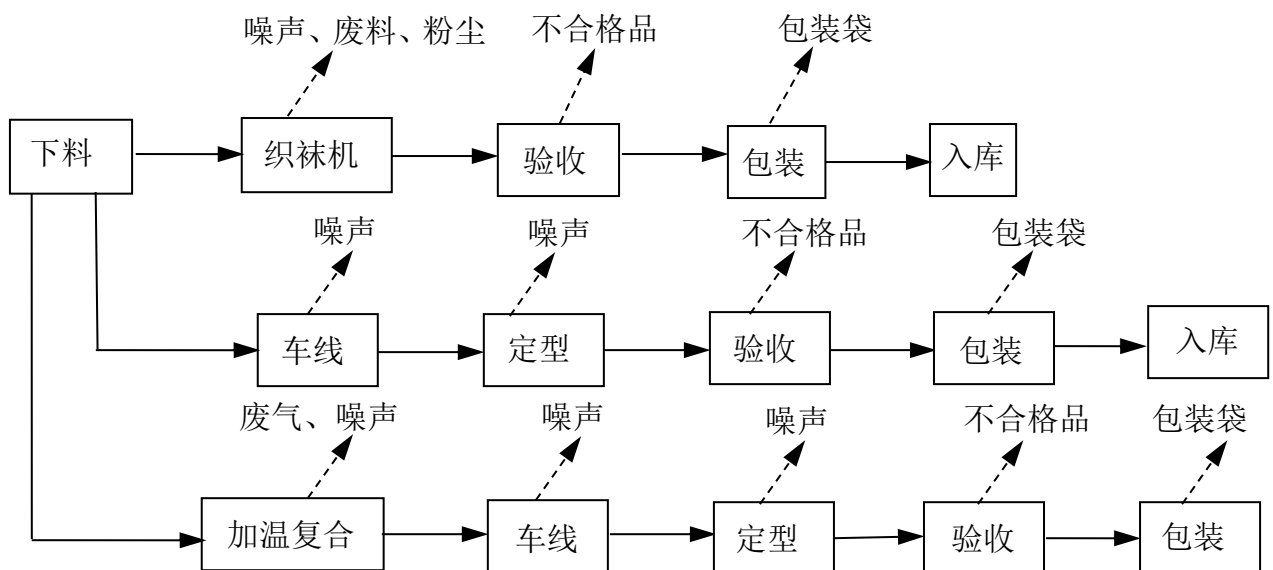 噪声、废料、粉尘 不合格品 包装袋
下料 织袜机 验收 包装 入库
噪声 噪声 不合格品 包装袋
车线 定型 验收 包装 入库
废气、噪声 噪声 噪声 不合格品 包装袋
加温复合 车线 定型 验收 包装